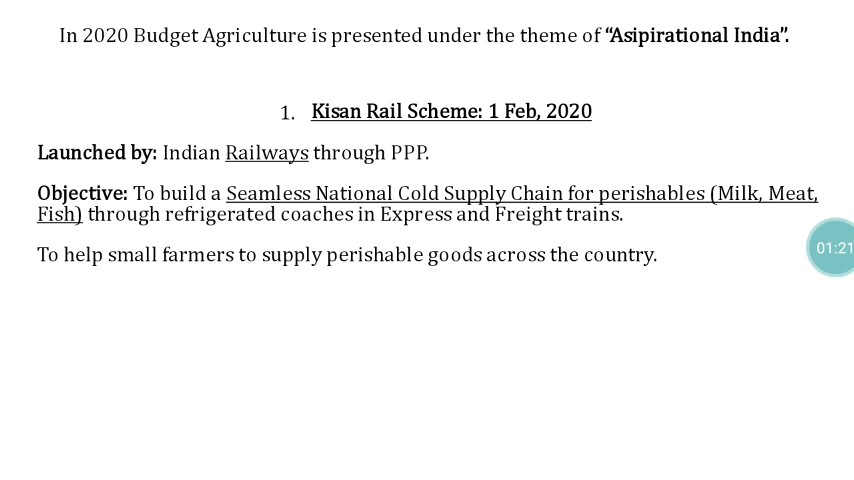 In 2020 Budget Agriculture is presented under the theme of “Asipirational India”.
1. Kisan Rail Scheme: 1 Feb, 2020
Launched by: Indian Railways through PPP.
Objective: To build a Seamless National Cold Supply Chain for perishables (Milk, Meat,
Fish) through refrigerated coaches in Express and Freight trains.
01:21
To help small farmers to supply perishable goods across the country.